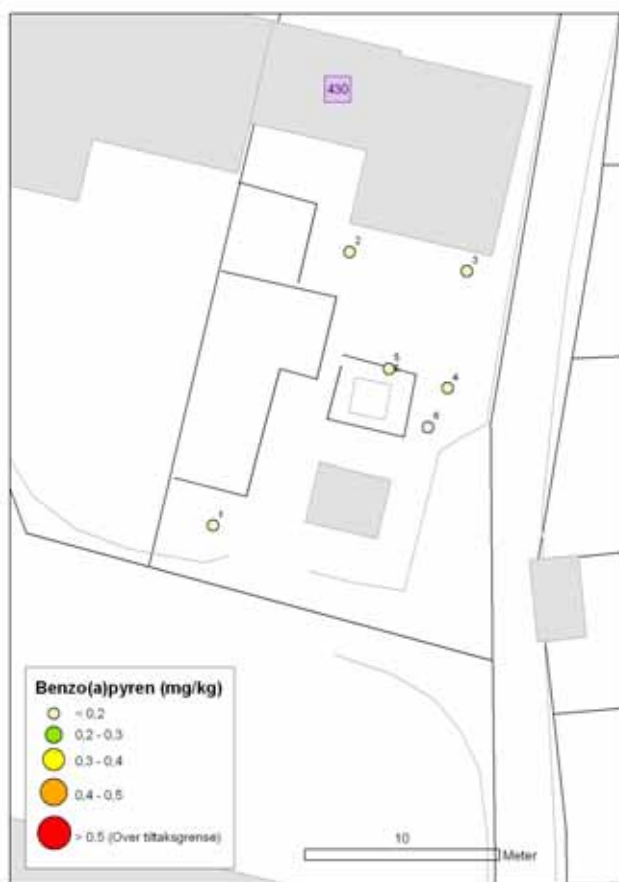 430
2
3
5
4
6
1
Benzo(a)pyren (mg/kg)
< 0,2
0,2 - 0,3
0,3 - 0,4
0,4 - 0,5
> 0.5 (Over tiltaksgrense)
10
Meter